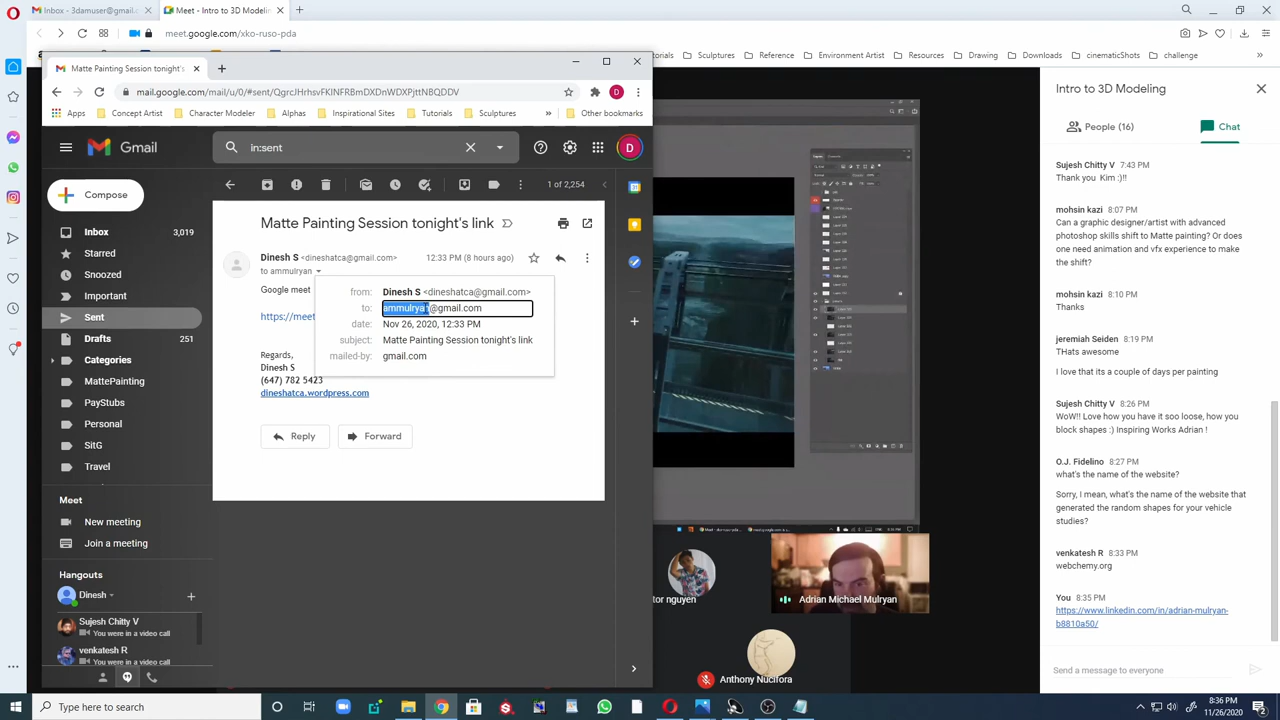 Inbox - 3damuser@gmail.c
Meet - Intro to 3D Modeling
meet.google.com/xko-ruso-pda
torials
Sculptures
Reference
Environment Artist
Resources
Drawing
Downloads
cinematicShots
challenge
»
Matte Painting Session tonight's
mail.google.com/mail/u/0/#sent/QgrcJHrhsvFKlNFRBmDXDnWDXPjttNBQDDV
D
Apps
Concept Artist
Character Modeler
Alphas
Inspirational Sites
Tutorial
Sculptures
»
Other bookmarks
Gmail
in:sent
D
Compose
1 of 2,23
Inbox
3,019
Starred
Snoozed
Important
Sent
Drafts
251
Categories
MattePainting
PayStubs
Personal
SitG
Travel
Meet
New meeting
Join a meeting
Hangouts
Dinesh
Sujesh Chitty V
You were in a video call
venkatesh R
You were in a video call
Matte Painting Session tonight's link
Dinesh S <dineshatca@gmail.com>
12:33 PM (8 hours ago)
to ammulryan
Google meet
https://meet
from: Dinesh S <dineshatca@gmail.com>
to: ammulryan@gmail.com
date: Nov 26, 2020, 12:33 PM
subject: Matte Painting Session tonight's link
mailed-by: gmail.com
Regards,
Dinesh S
(647) 782 5423
dineshatca.wordpress.com
Reply
Forward
tor nguyen
Adrian Michael Mulryan
Anthony Nucifora
Intro to 3D Modeling
People (16)
Chat
Sujesh Chitty V 7:43 PM
Thank you Kim :)!!
mohsin kazi 8:07 PM
Can a graphic designer/artist with advanced
photoshop skills shift to Matte painting? Or does
one need animation and vfx experience to make
the shift?
mohsin kazi 8:10 PM
Thanks
jeremiah Seiden 8:19 PM
THats awesome
I love that its a couple of days per painting
Sujesh Chitty V 8:26 PM
WoW!! Love how you have it soo loose, how you
block shapes :) Inspiring Works Adrian !
O.J. Fidelino 8:27 PM
what's the name of the website?
Sorry, I mean, what's the name of the website that
generated the random shapes for your vehicle
studies?
venkatesh R 8:33 PM
webchemy.org
You 8:35 PM
https://www.linkedin.com/in/adrian-mulryan-
b8810a50/
Send a message to everyone
Type here to search
8:36 PM
11/26/2020
2